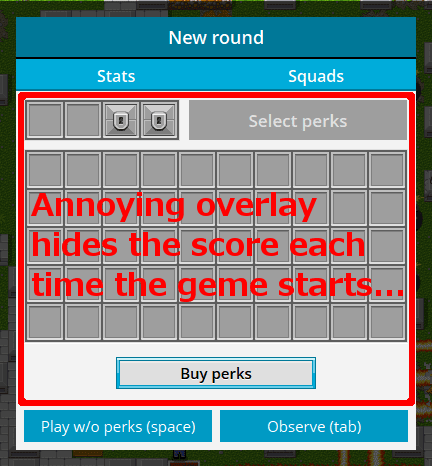 New round
Stats Squads
Select perks
Annoying overlay
hides the score each
time the geme starts...
Buy perks
Play w/o perks (space) Observe (tab)